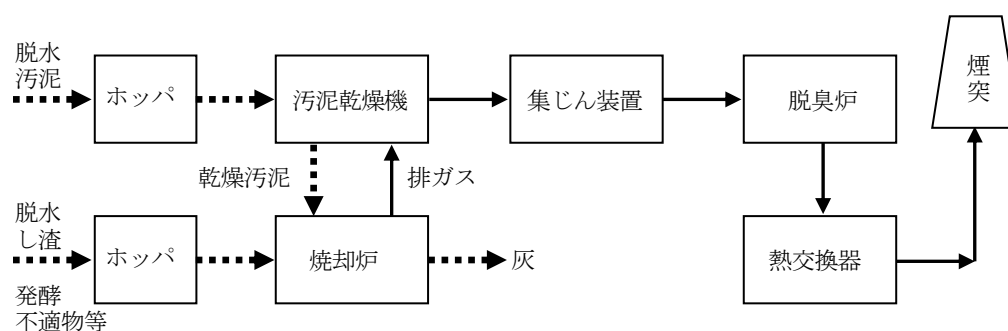 脱水
汚泥
ホッパ
汚泥乾燥機
集じん装置
脱臭炉
煙
突
乾燥汚泥
排ガス
脱水
し渣
ホッパ
焼却炉
灰
熱交換器
発酵
不適物等